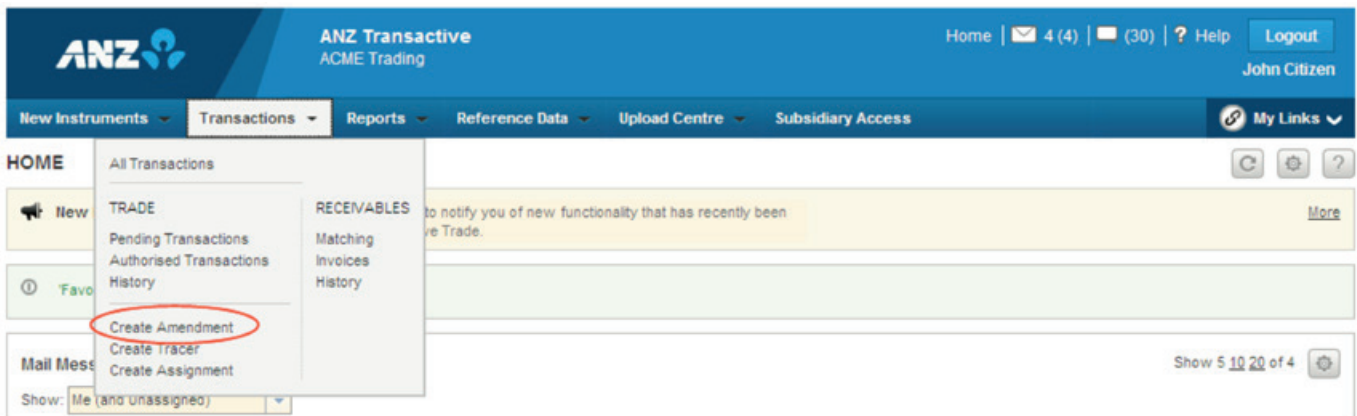 ANZ
ANZ Transactive
ACME Trading
Home | 4 (4) | (30) | ? Help Logout
John Citizen
New Instruments Transactions Reports Reference Data Upload Centre Subsidiary Access My Links
HOME
All Transactions
TRADE
Pending Transactions
Authorised Transactions
History
Create Amendment
Create Tracer
Create Assignment
RECEIVABLES
Matching
Invoices
History
New
to notify you of new functionality that has recently been
ve Trade.
More
'Favo
Mail Mess
Show 5 10 20 of 4
Show: Me (and Unassigned)